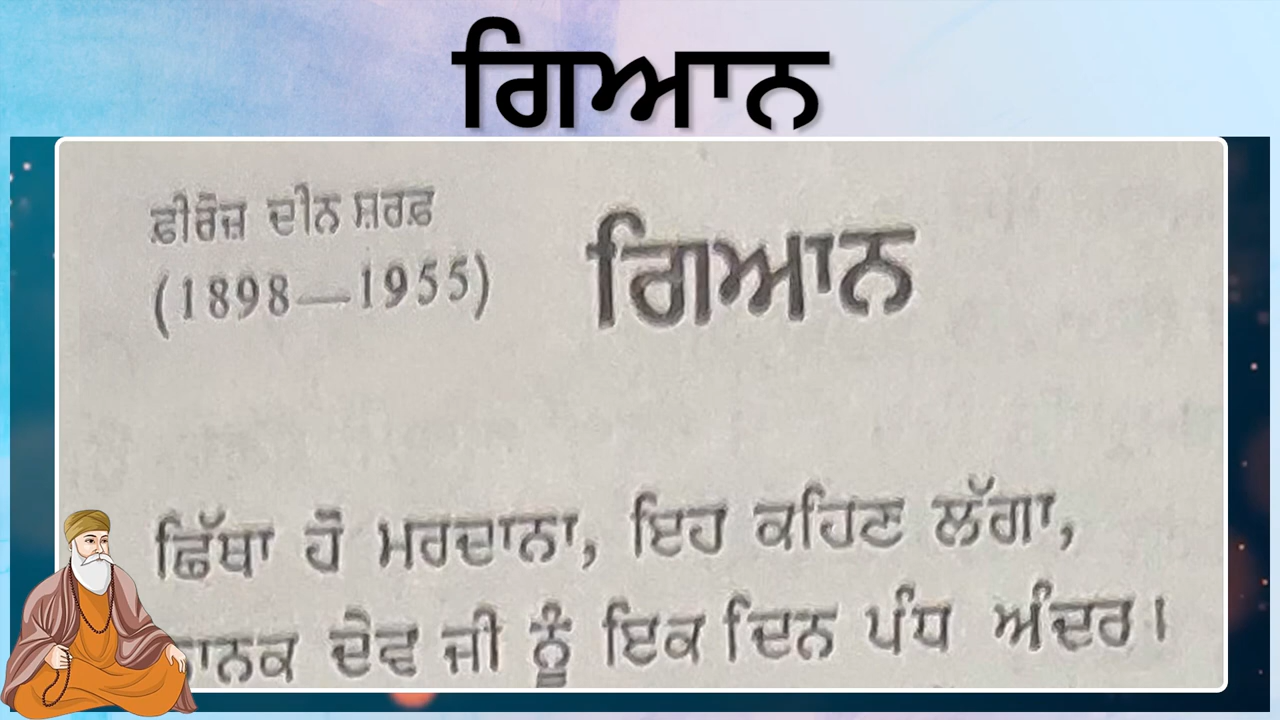 ਗਿਆਨ
ਫ਼ੀਰੋਜ਼ ਦੀਨ ਸ਼ਰਫ਼
(1898—1955)
ਗਿਆਨ
ਛਿੱਥਾ ਹੋ ਮਰਦਾਨਾ, ਇਹ ਕਹਿਣ ਲੱਗਾ,
ਦੇਵ ਜੀ ਨੂੰ ਇਕ ਦਿਨ ਪੰਧ ਅੰਦਰ।